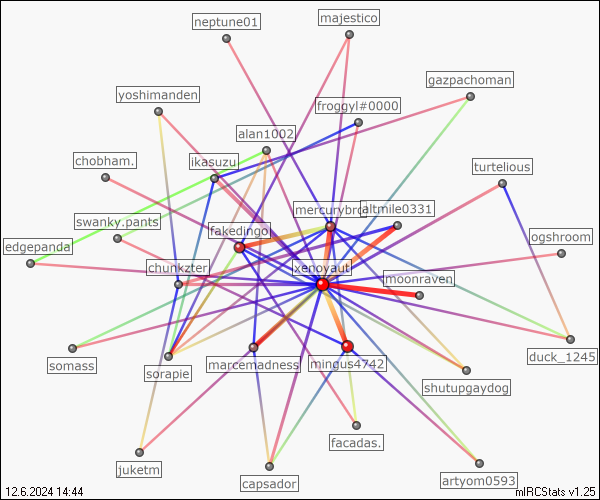 neptune01
majestico
gazpachoman
yoshimanden
froggyl#0000
alan1002
chobham.
ikasuzu
turtelious
swanky.pants
mercurybro
altmile0331
fakedingo
ogshroom
edgepanda
chunkzter
xenoyaut
moonraven
somass
sorapie
marcemadness
mingus4742
duck_1245
shutupgaydog
facadas.
juketm
capsador
artyom0593
12.6.2024 14:44
mIRCStats v1.25